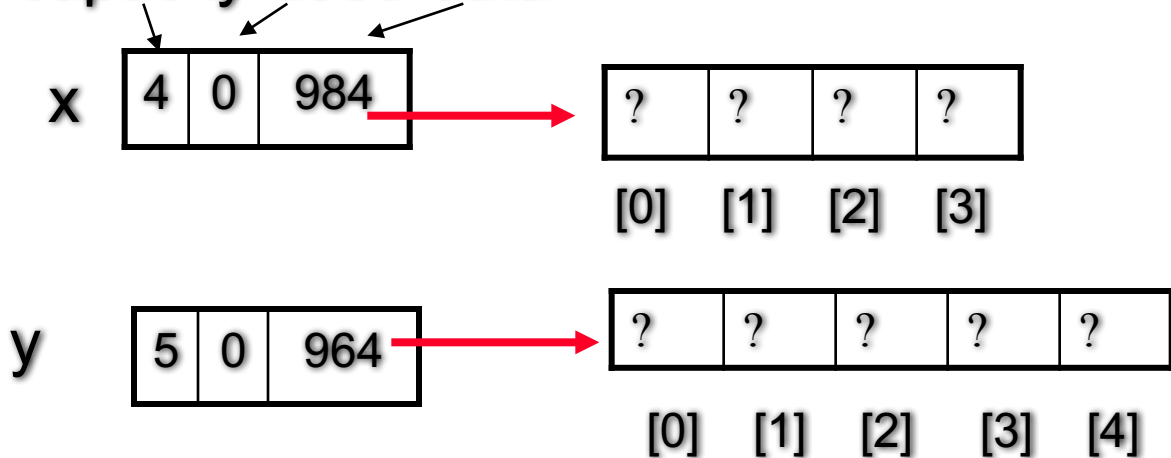 x 4 0 984 ? ? ? ?
[0] [1] [2] [3]
y 5 0 964 ? ? ? ? ?
[0] [1] [2] [3] [4]